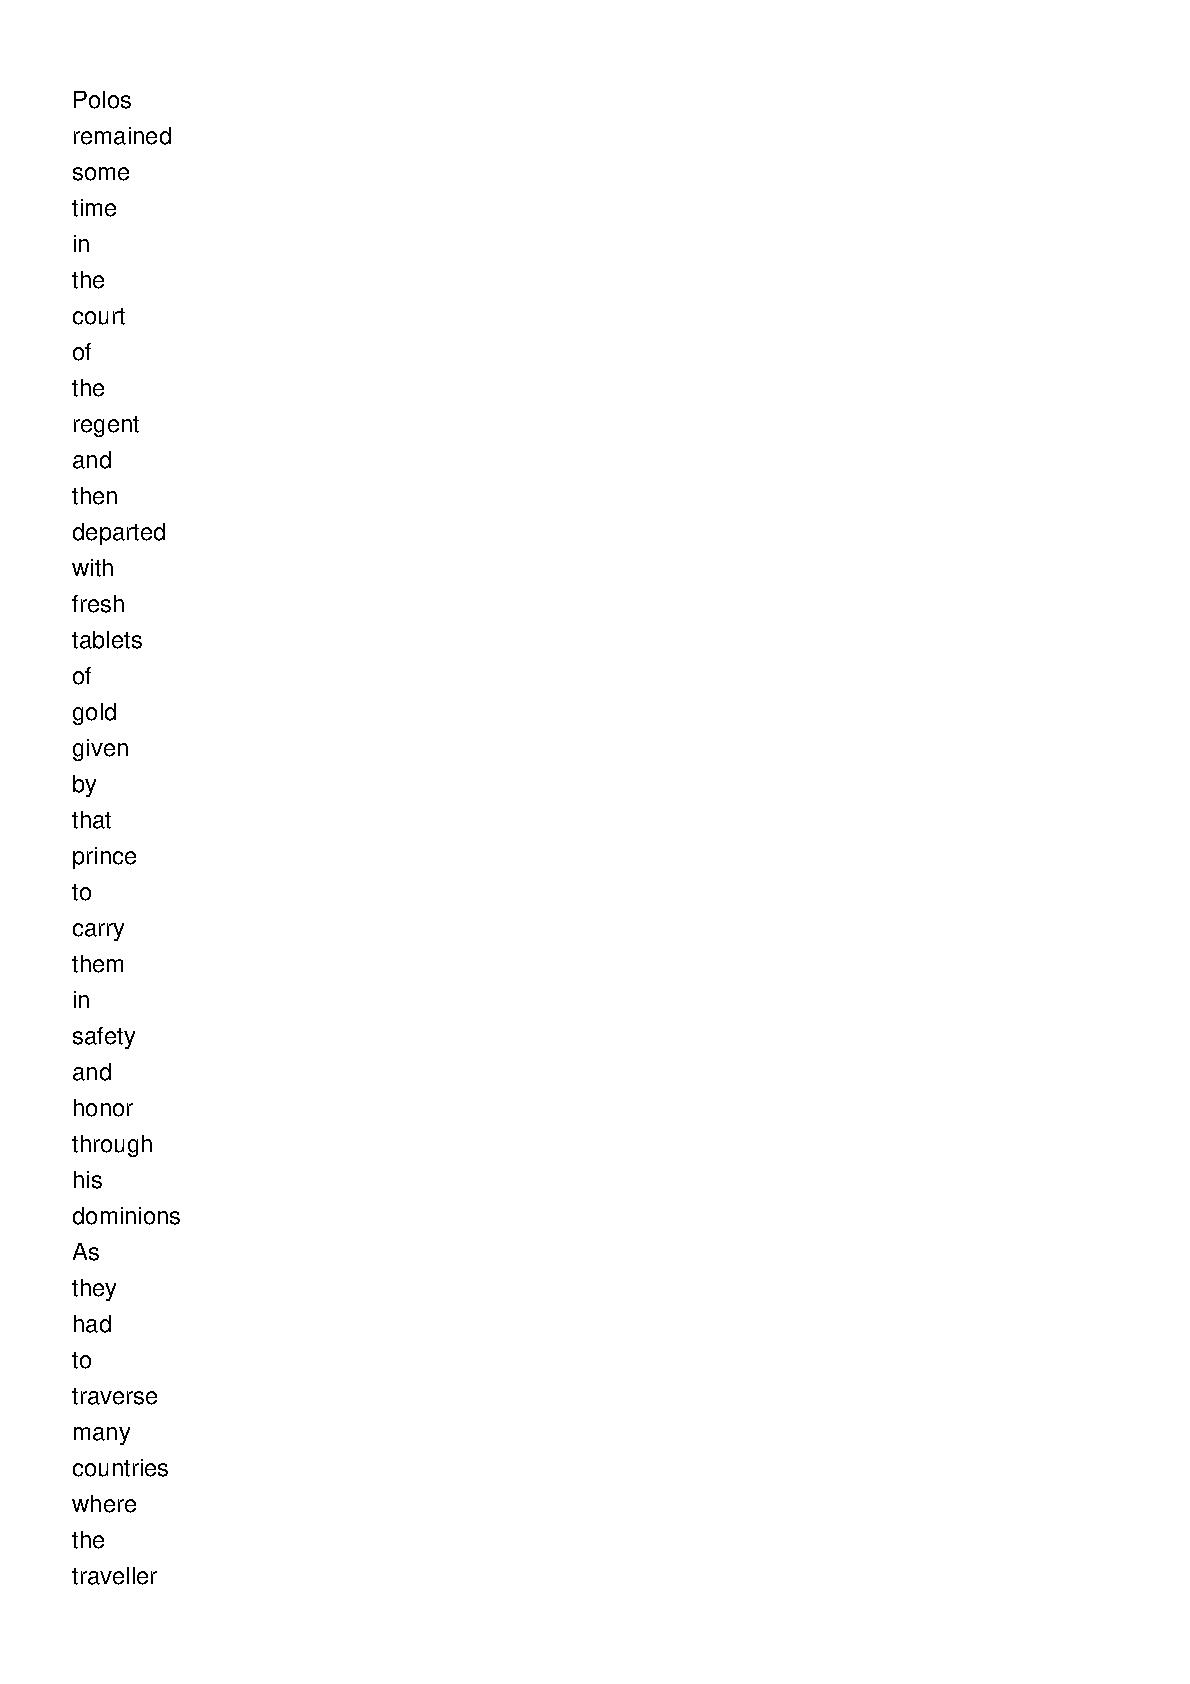 Polos
remained
some
time
in
the
court
of
the
regent
and
then
departed
with
fresh
tablets
of
gold
given
by
that
prince
to
carry
them
in
safety
and
honor
through
his
dominions
As
they
had
to
traverse
many
countries
where
the
traveller